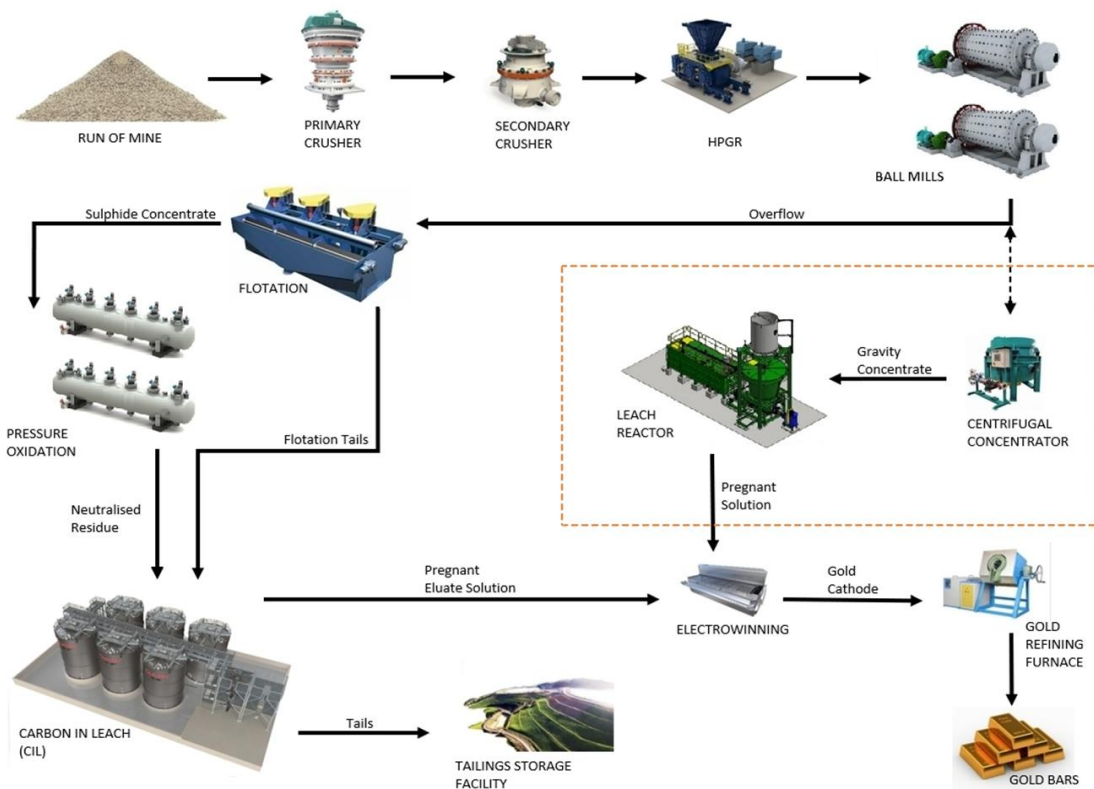 RUN OF MINE
PRIMARY
CRUSHER
SECONDARY
CRUSHER
HPGR
BALL MILLS
Sulphide Concentrate
Overflow
FLOTATION
Gravity
Concentrate
LEACH
REACTOR
CENTRIFUGAL
CONCENTRATOR
PRESSURE
OXIDATION
Flotation Tails
Pregnant
Solution
Neutralised
Residue
Pregnant
Eluate Solution
Gold
Cathode
ELECTROWINNING
GOLD
REFINING
FURNACE
CARBON IN LEACH
(CIL)
Tails
TAILINGS STORAGE
FACILITY
GOLD BARS